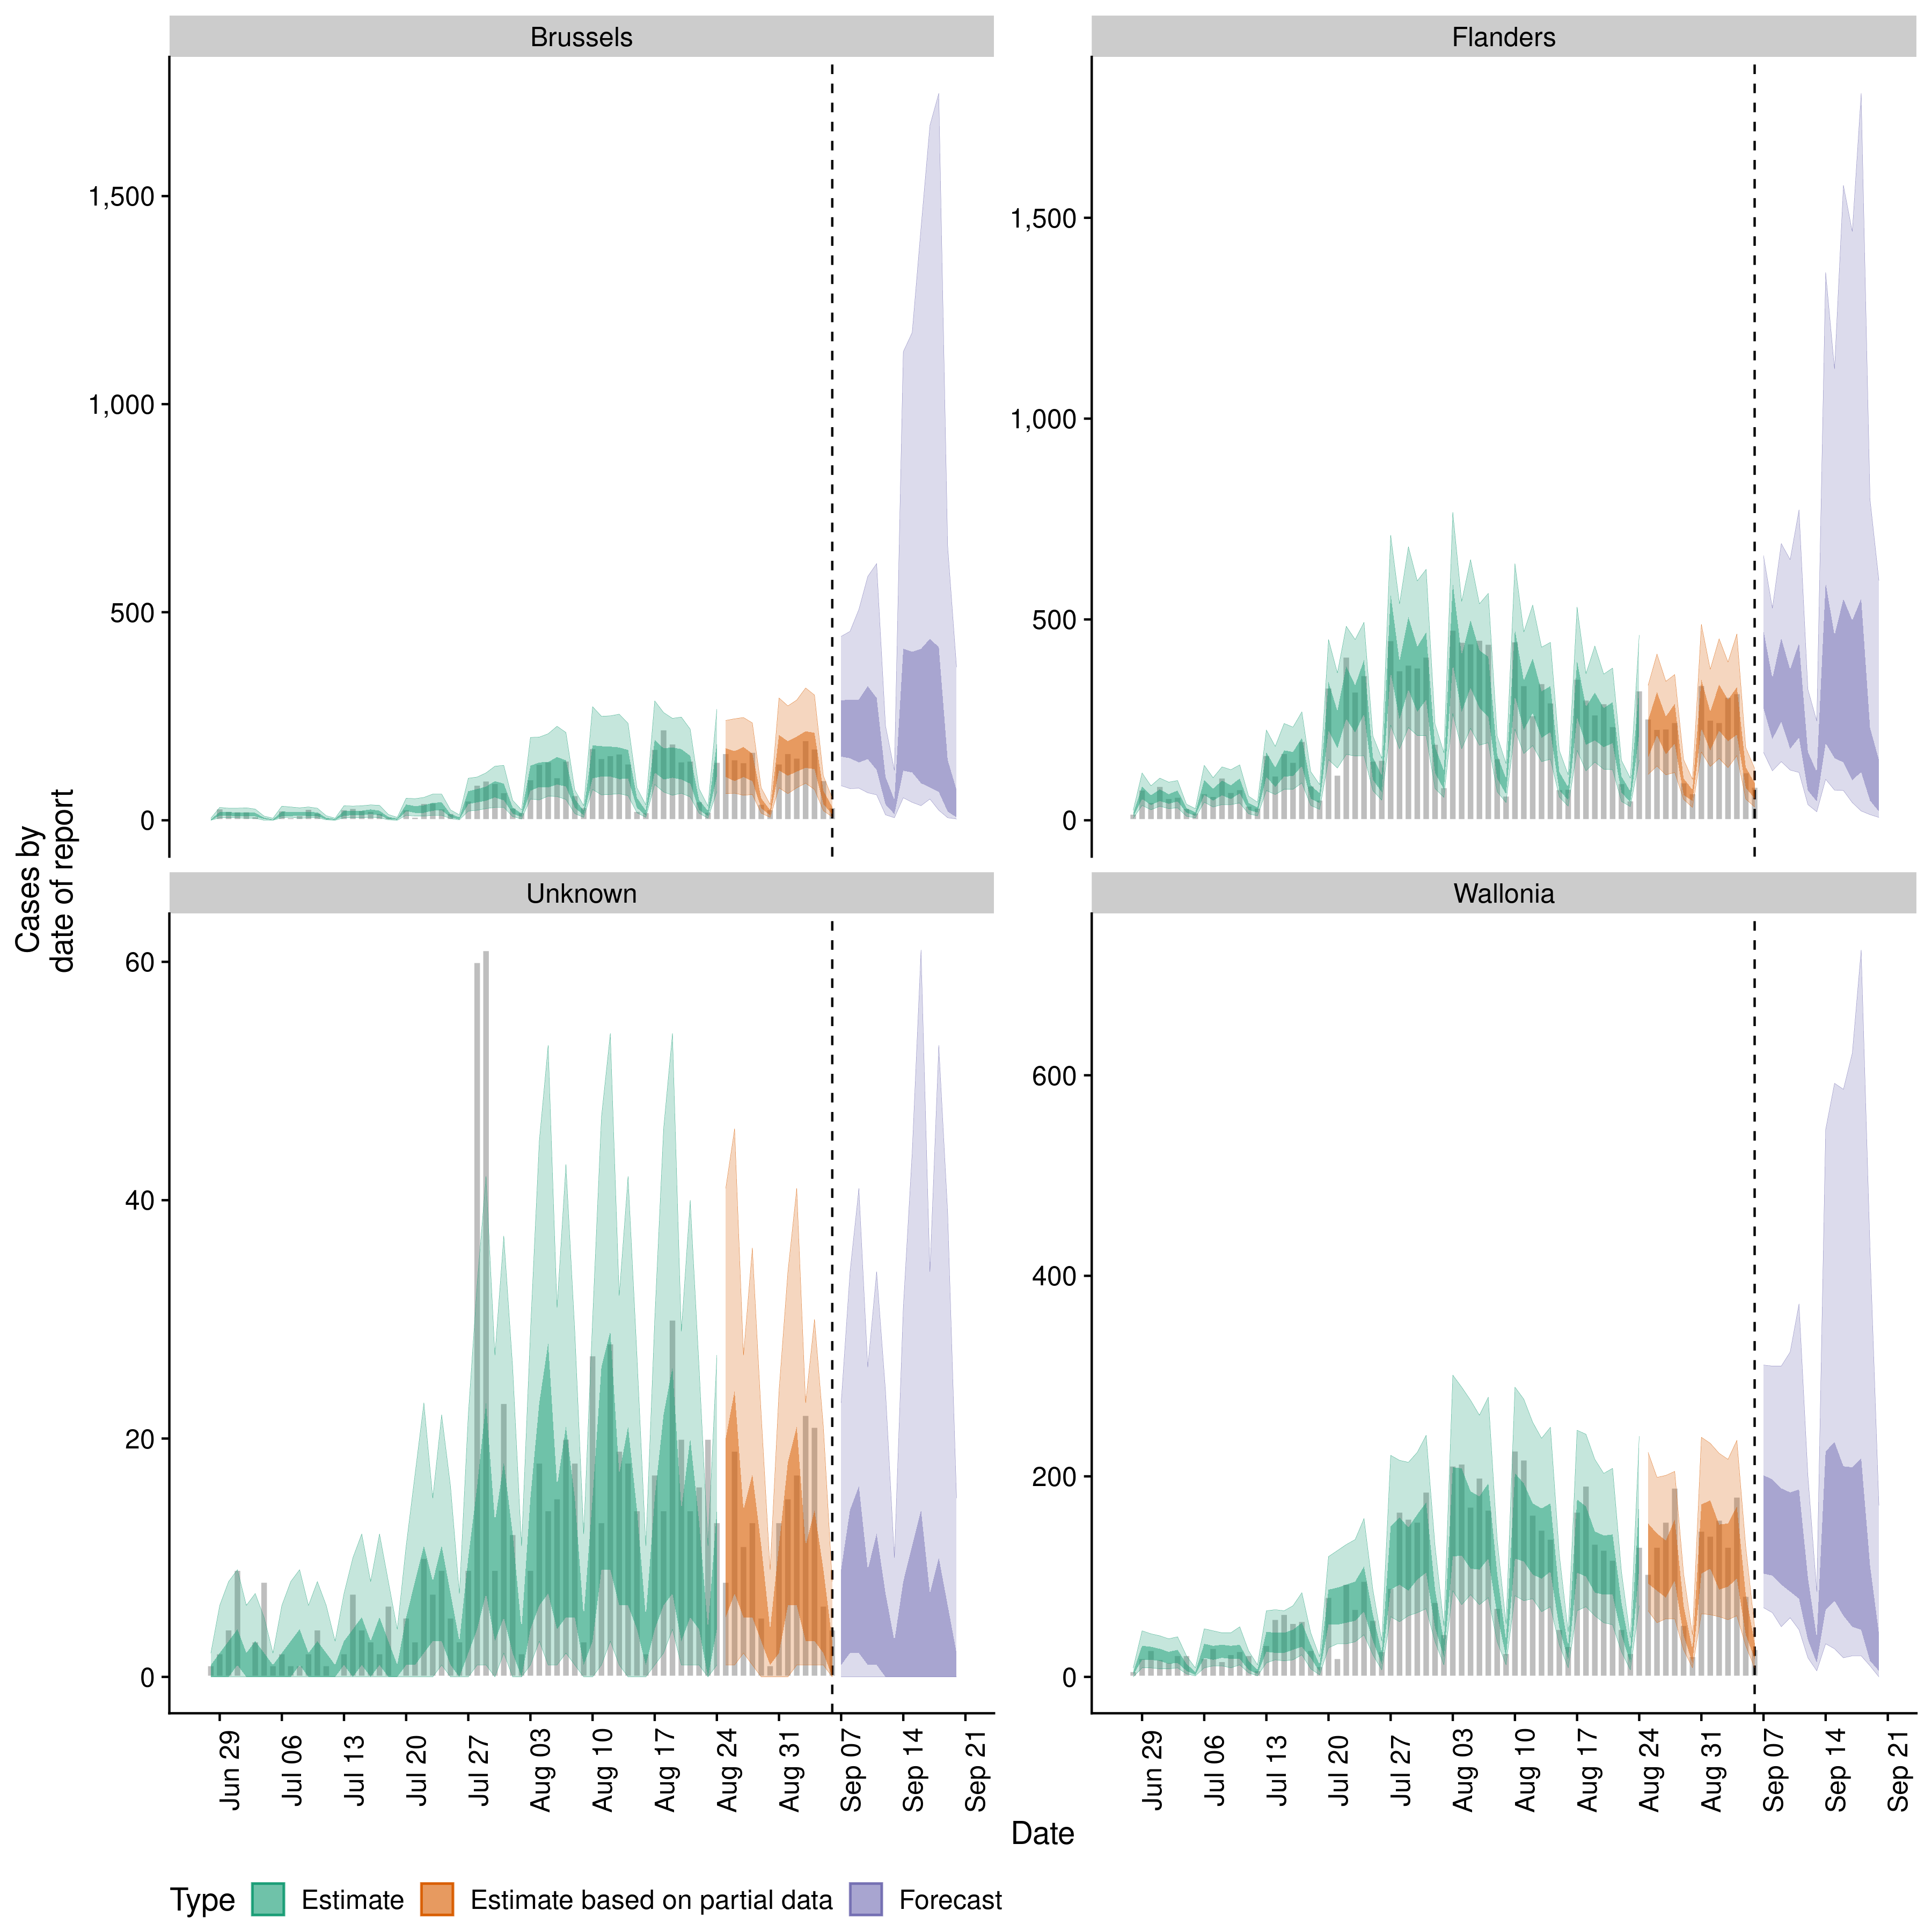 Brussels
Flanders
1,500
1,000
500
0
1,500
1,000
500
0
Cases by
date of report
Unknown
Wallonia
60
40
20
0
600
400
200
0
Jun 29
Jul 06
Jul 13
Jul 20
Jul 27
Aug 03
Aug 10
Aug 17
Aug 24
Aug 31
Sep 07
Sep 14
Sep 21
Jun 29
Jul 06
Jul 13
Jul 20
Jul 27
Aug 03
Aug 10
Aug 17
Aug 24
Aug 31
Sep 07
Sep 14
Sep 21
Date
Type Estimate Estimate based on partial data Forecast